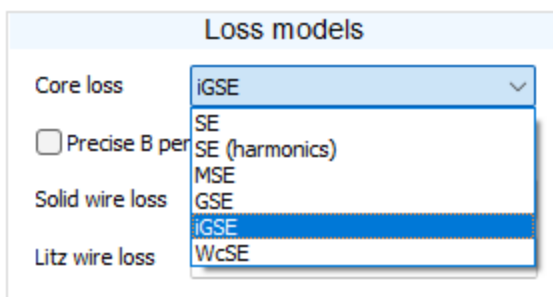 Loss models
Core loss iGSE
SE
Precise B per SE (harmonics)
MSE
Solid wire loss GSE
iGSE
Litz wire loss WcSE